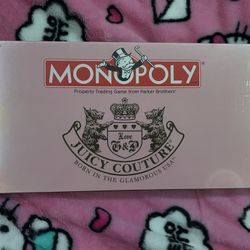 MONOPOLY
Property Trading Game from Parker Brothers
Love
G&P
JUICY COUTURE
BORN IN THE GLAMOROUS USA